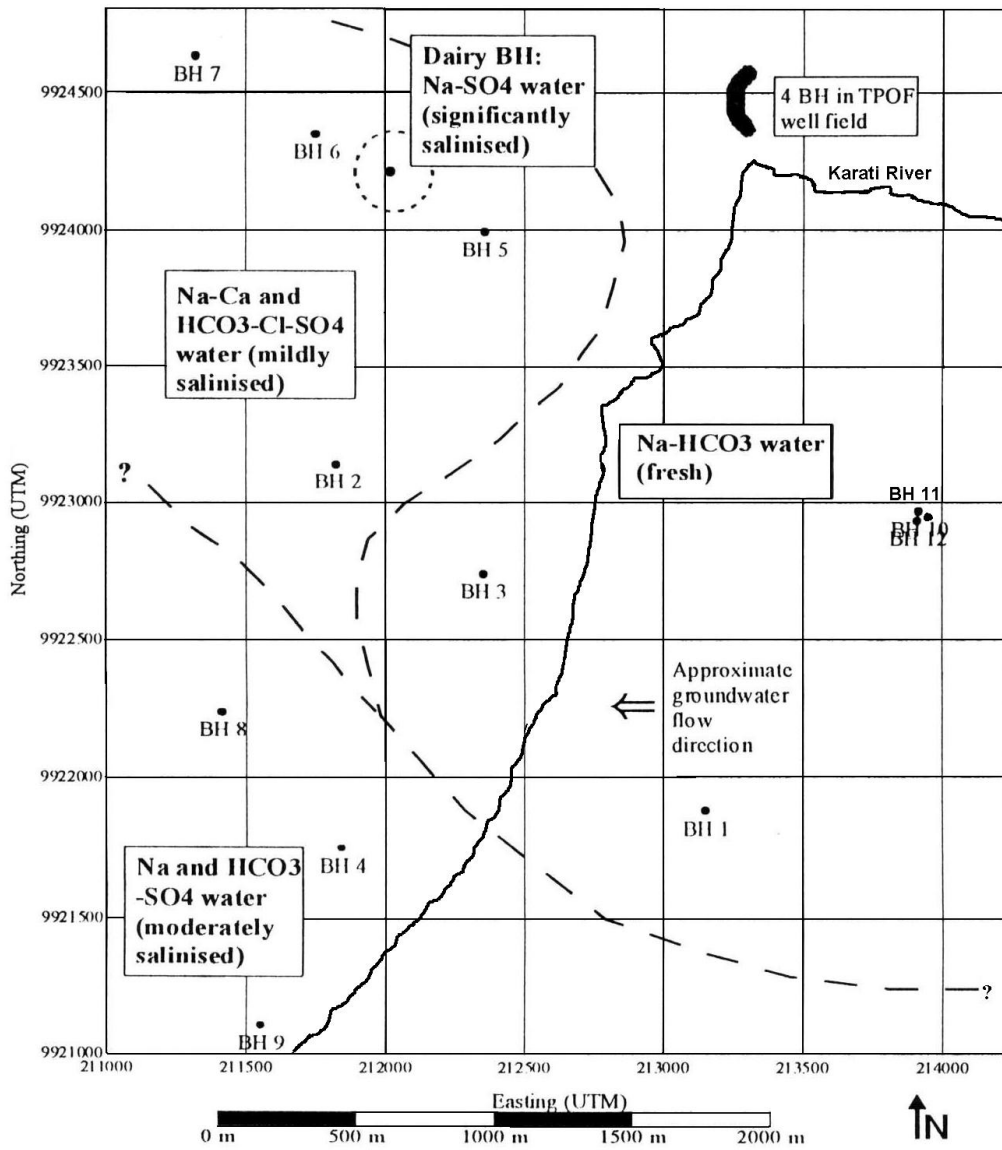 Dairy BH:
Na-SO4 water
(significantly
salinised)
4 BH in TPOF
well field
BH 7
9924500
BH 6
Karati River
9924000
BH 5
Na-Ca and
HCO3-Cl-SO4
water (mildly
salinised)
9923500
Na-HCO3 water
(fresh)
?
BH 2
9923000
BH 11
BH 10
BH 12
Northing (UTM)
BH 3
9922500
Approximate
groundwater
flow
direction
BH 8
9922000
BH 1
BH 4
Na and HCO3
-SO4 water
(moderately
salinised)
9921500
?
BH 9
9921000
211000 211500 212000 212500 213000 213500 214000
Easting (UTM)
0 m 500 m 1000 m 1500 m 2000 m
N